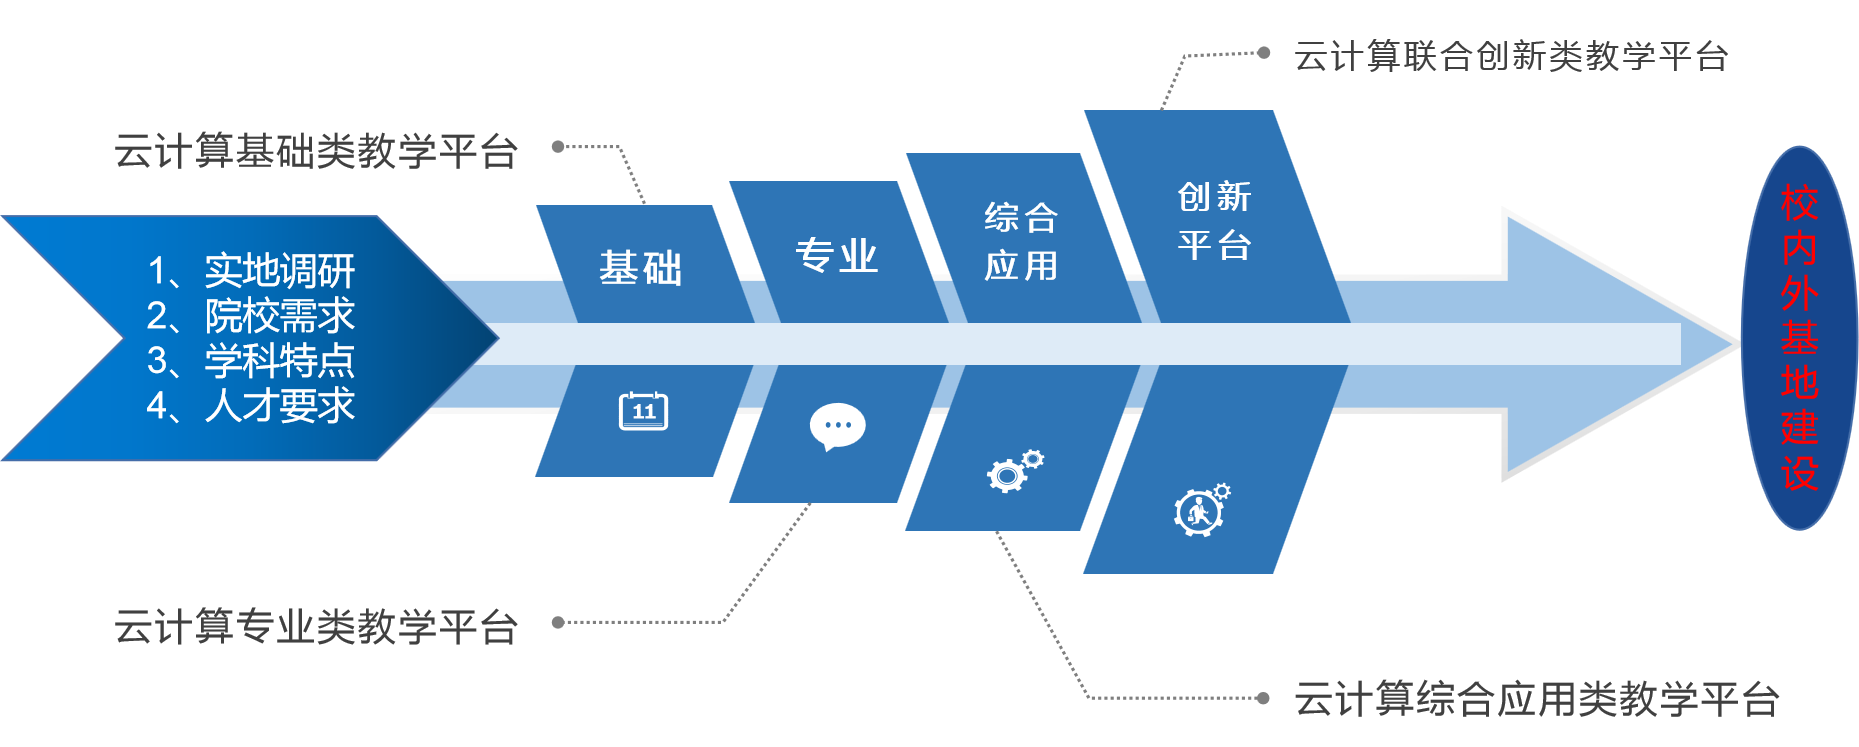 云计算联合创新类教学平台
云计算基础类教学平台
1、实地调研
2、院校需求
3、学科特点
4、人才要求
基础
专业
综合
应用
创新
平台
11
校内外基地建设
云计算专业类教学平台
云计算综合应用类教学平台